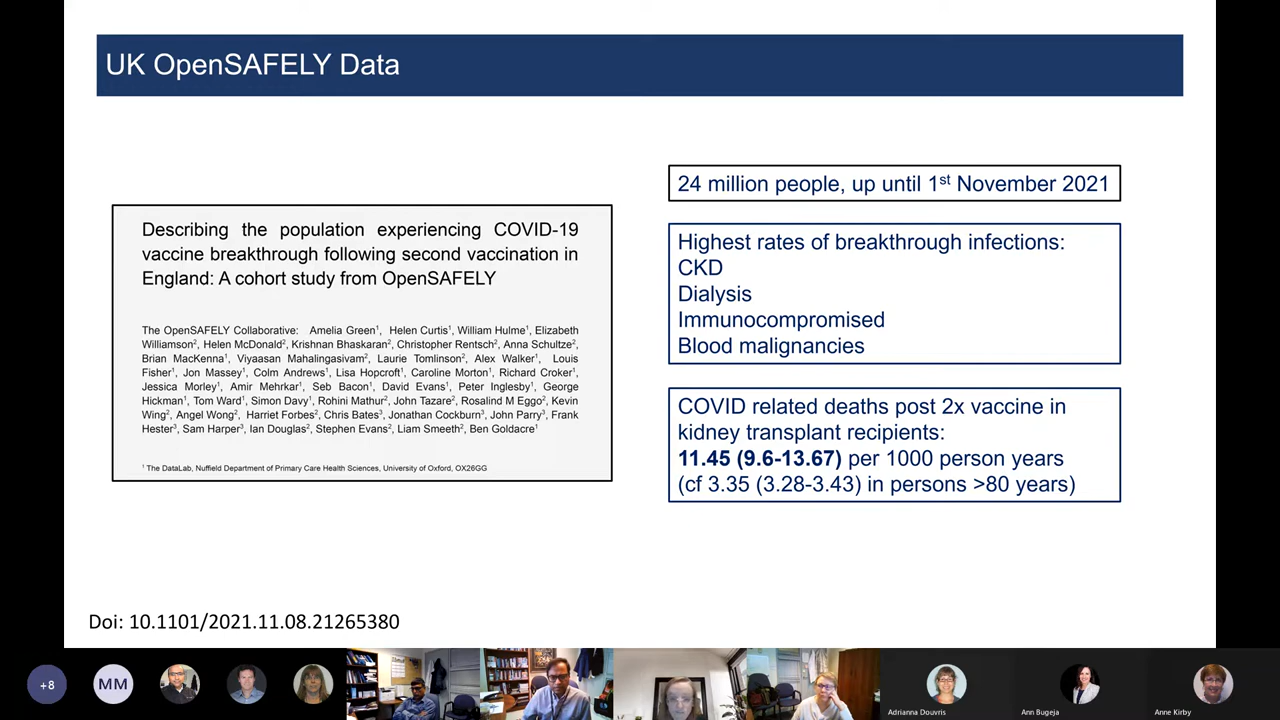 UK OpenSAFELY Data
24 million people, up until 1st November 2021
Describing the population experiencing COVID-19
vaccine breakthrough following second vaccination in
England: A cohort study from OpenSAFELY
The OpenSAFELY Collaborative: Amelia Green1, Helen Curtis1, William Hulme1, Elizabeth
Williamson2, Helen McDonald2, Krishnan Bhaskaran2, Christopher Rentsch2, Anna Schultze2,
Brian MacKenna1, Viyaasan Mahalingasivam2, Laurie Tomlinson2, Alex Walker1, Louis
Fisher1, Jon Massey1, Colm Andrews1, Lisa Hopcroft1, Caroline Morton1, Richard Croker1,
Jessica Morley1, Amir Mehrkar1, Seb Bacon1, David Evans1, Peter Inglesby1, George
Hickman1, Tom Ward1, Simon Davy1, Rohini Mathur2, John Tazare2, Rosalind M Eggo2, Kevin
Wing2, Angel Wong2, Harriet Forbes2, Chris Bates3, Jonathan Cockburn3, John Parry3, Frank
Hester3, Sam Harper3, Ian Douglas2, Stephen Evans2, Liam Smeeth2, Ben Goldacre1
1 The DataLab, Nuffield Department of Primary Care Health Sciences, University of Oxford, OX26GG
Highest rates of breakthrough infections:
CKD
Dialysis
Immunocompromised
Blood malignancies
COVID related deaths post 2x vaccine in
kidney transplant recipients:
11.45 (9.6-13.67) per 1000 person years
(cf 3.35 (3.28-3.43) in persons >80 years)
Doi: 10.1101/2021.11.08.21265380
+8
MM
Adrianna Douvris
Ann Bugeja
Anne Kirby